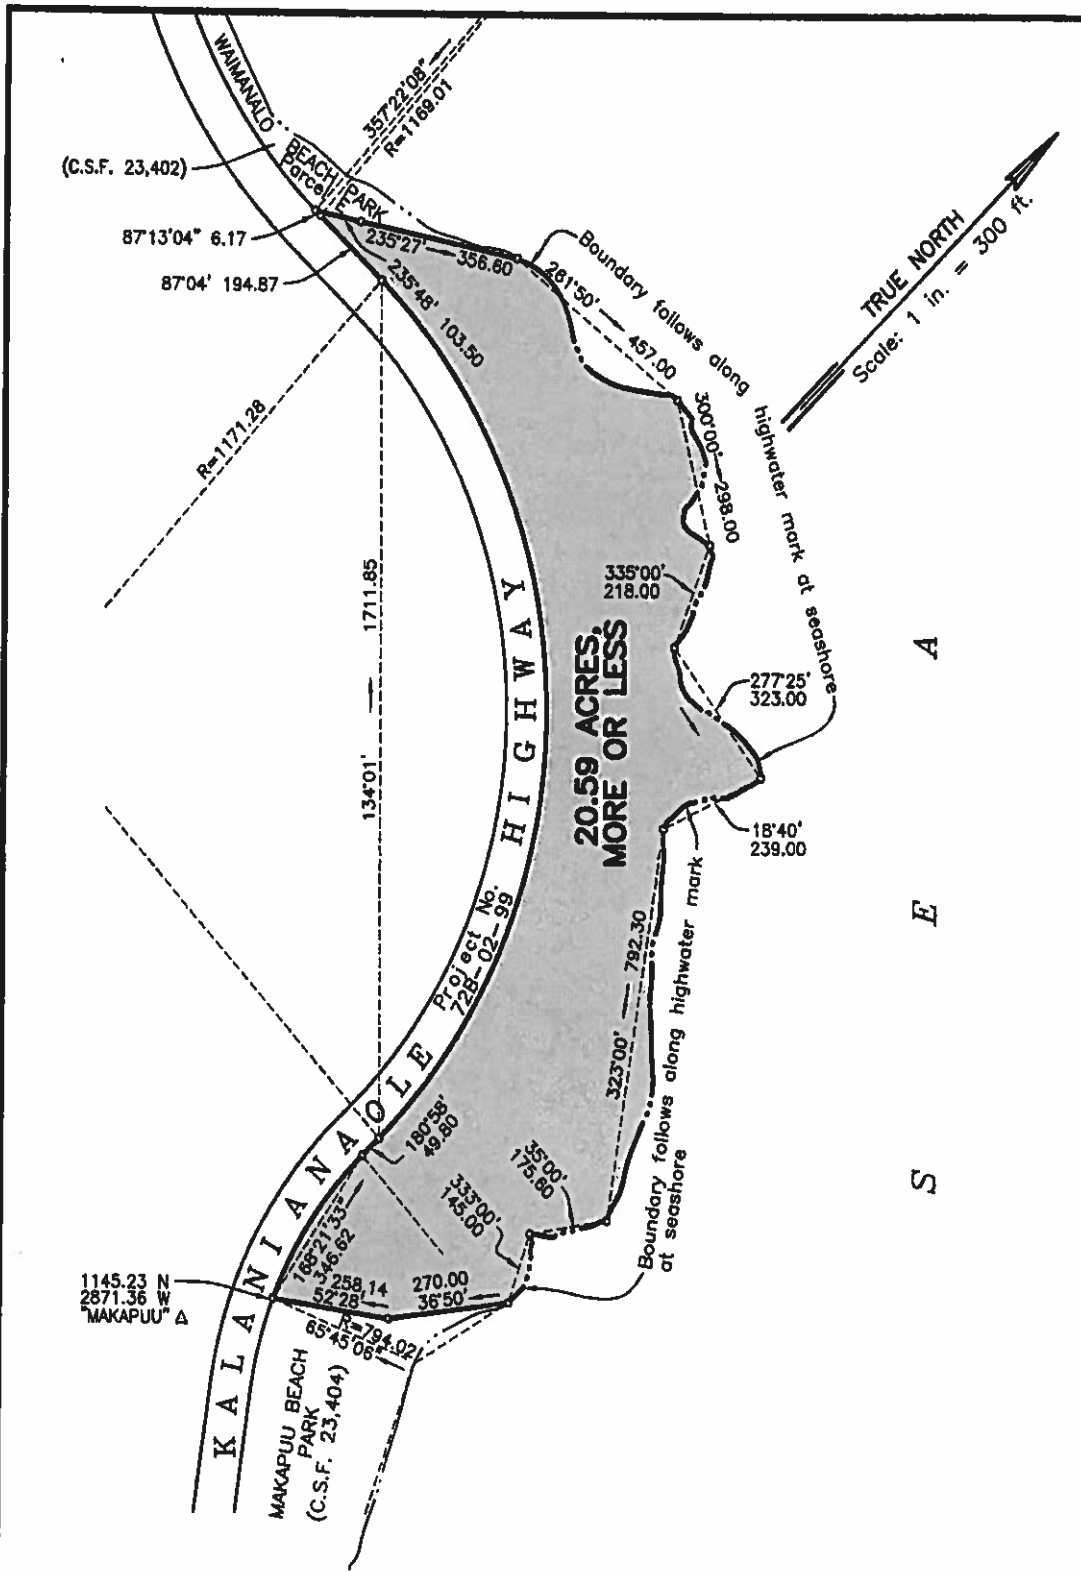 WAIMANALO
BEACH PARK
Parcel E
(C.S.F. 23,402)
357°22'08"
R=1169.01
87°13'04" 6.17
87°04' 194.87
235°27' 356.60
235°48' 103.50
Boundary follows along highwater mark at seashore
261°50' 457.00
300°00' 298.00
TRUE NORTH
Scale: 1 in. = 300 ft.
R=1171.28
335°00'
218.00
277°25'
323.00
18°40'
239.00
20.59 ACRES,
MORE OR LESS
1711.85
134°01'
KALANIANAOLE HIGHWAY
Project No.
72B-02-99
323°00' 792.30
Boundary follows along highwater mark
at seashore
180°58'
49.80
35°00'
175.60
333°00'
145.00
168°21'33"
346.62
258.14
52°28'
270.00
36°50'
R=794.02
65°45'06"
1145.23 N
2871.36 W
"MAKAPUU" Δ
MAKAPUU BEACH
PARK
(C.S.F. 23,404)
S E A